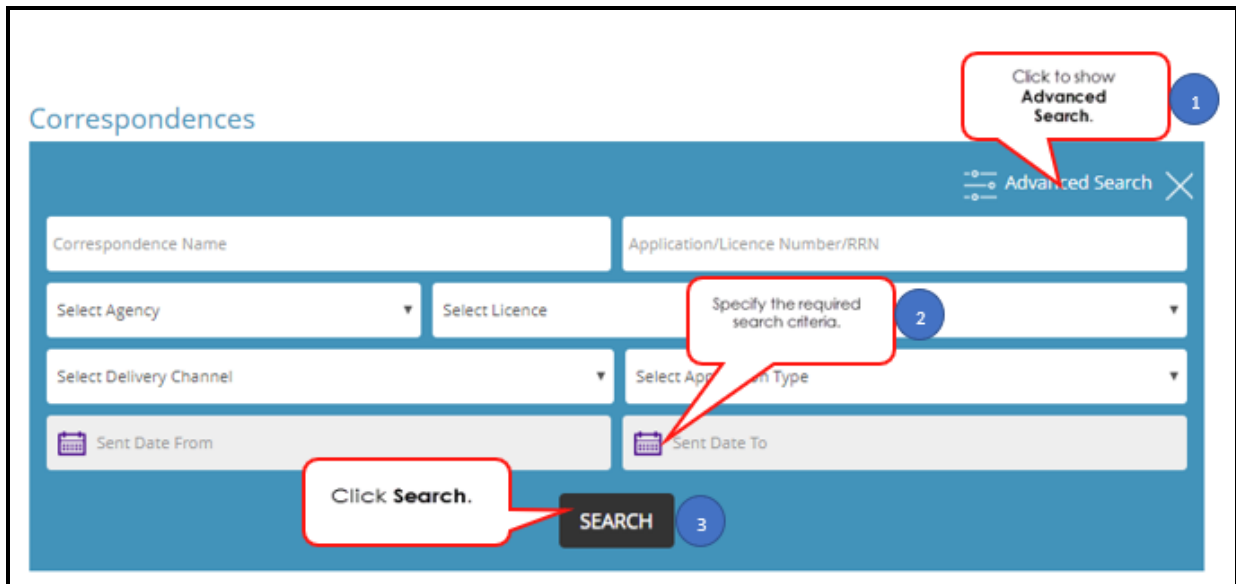 Click to show
Advanced
Search.
1
Correspondences
Advanced Search
Correspondence Name
Application/Licence Number/RRN
Select Agency
Select Licence
Specify the required
search criteria.
2
Select Delivery Channel
Select App on Type
Sent Date From
Sent Date To
Click Search.
SEARCH
3